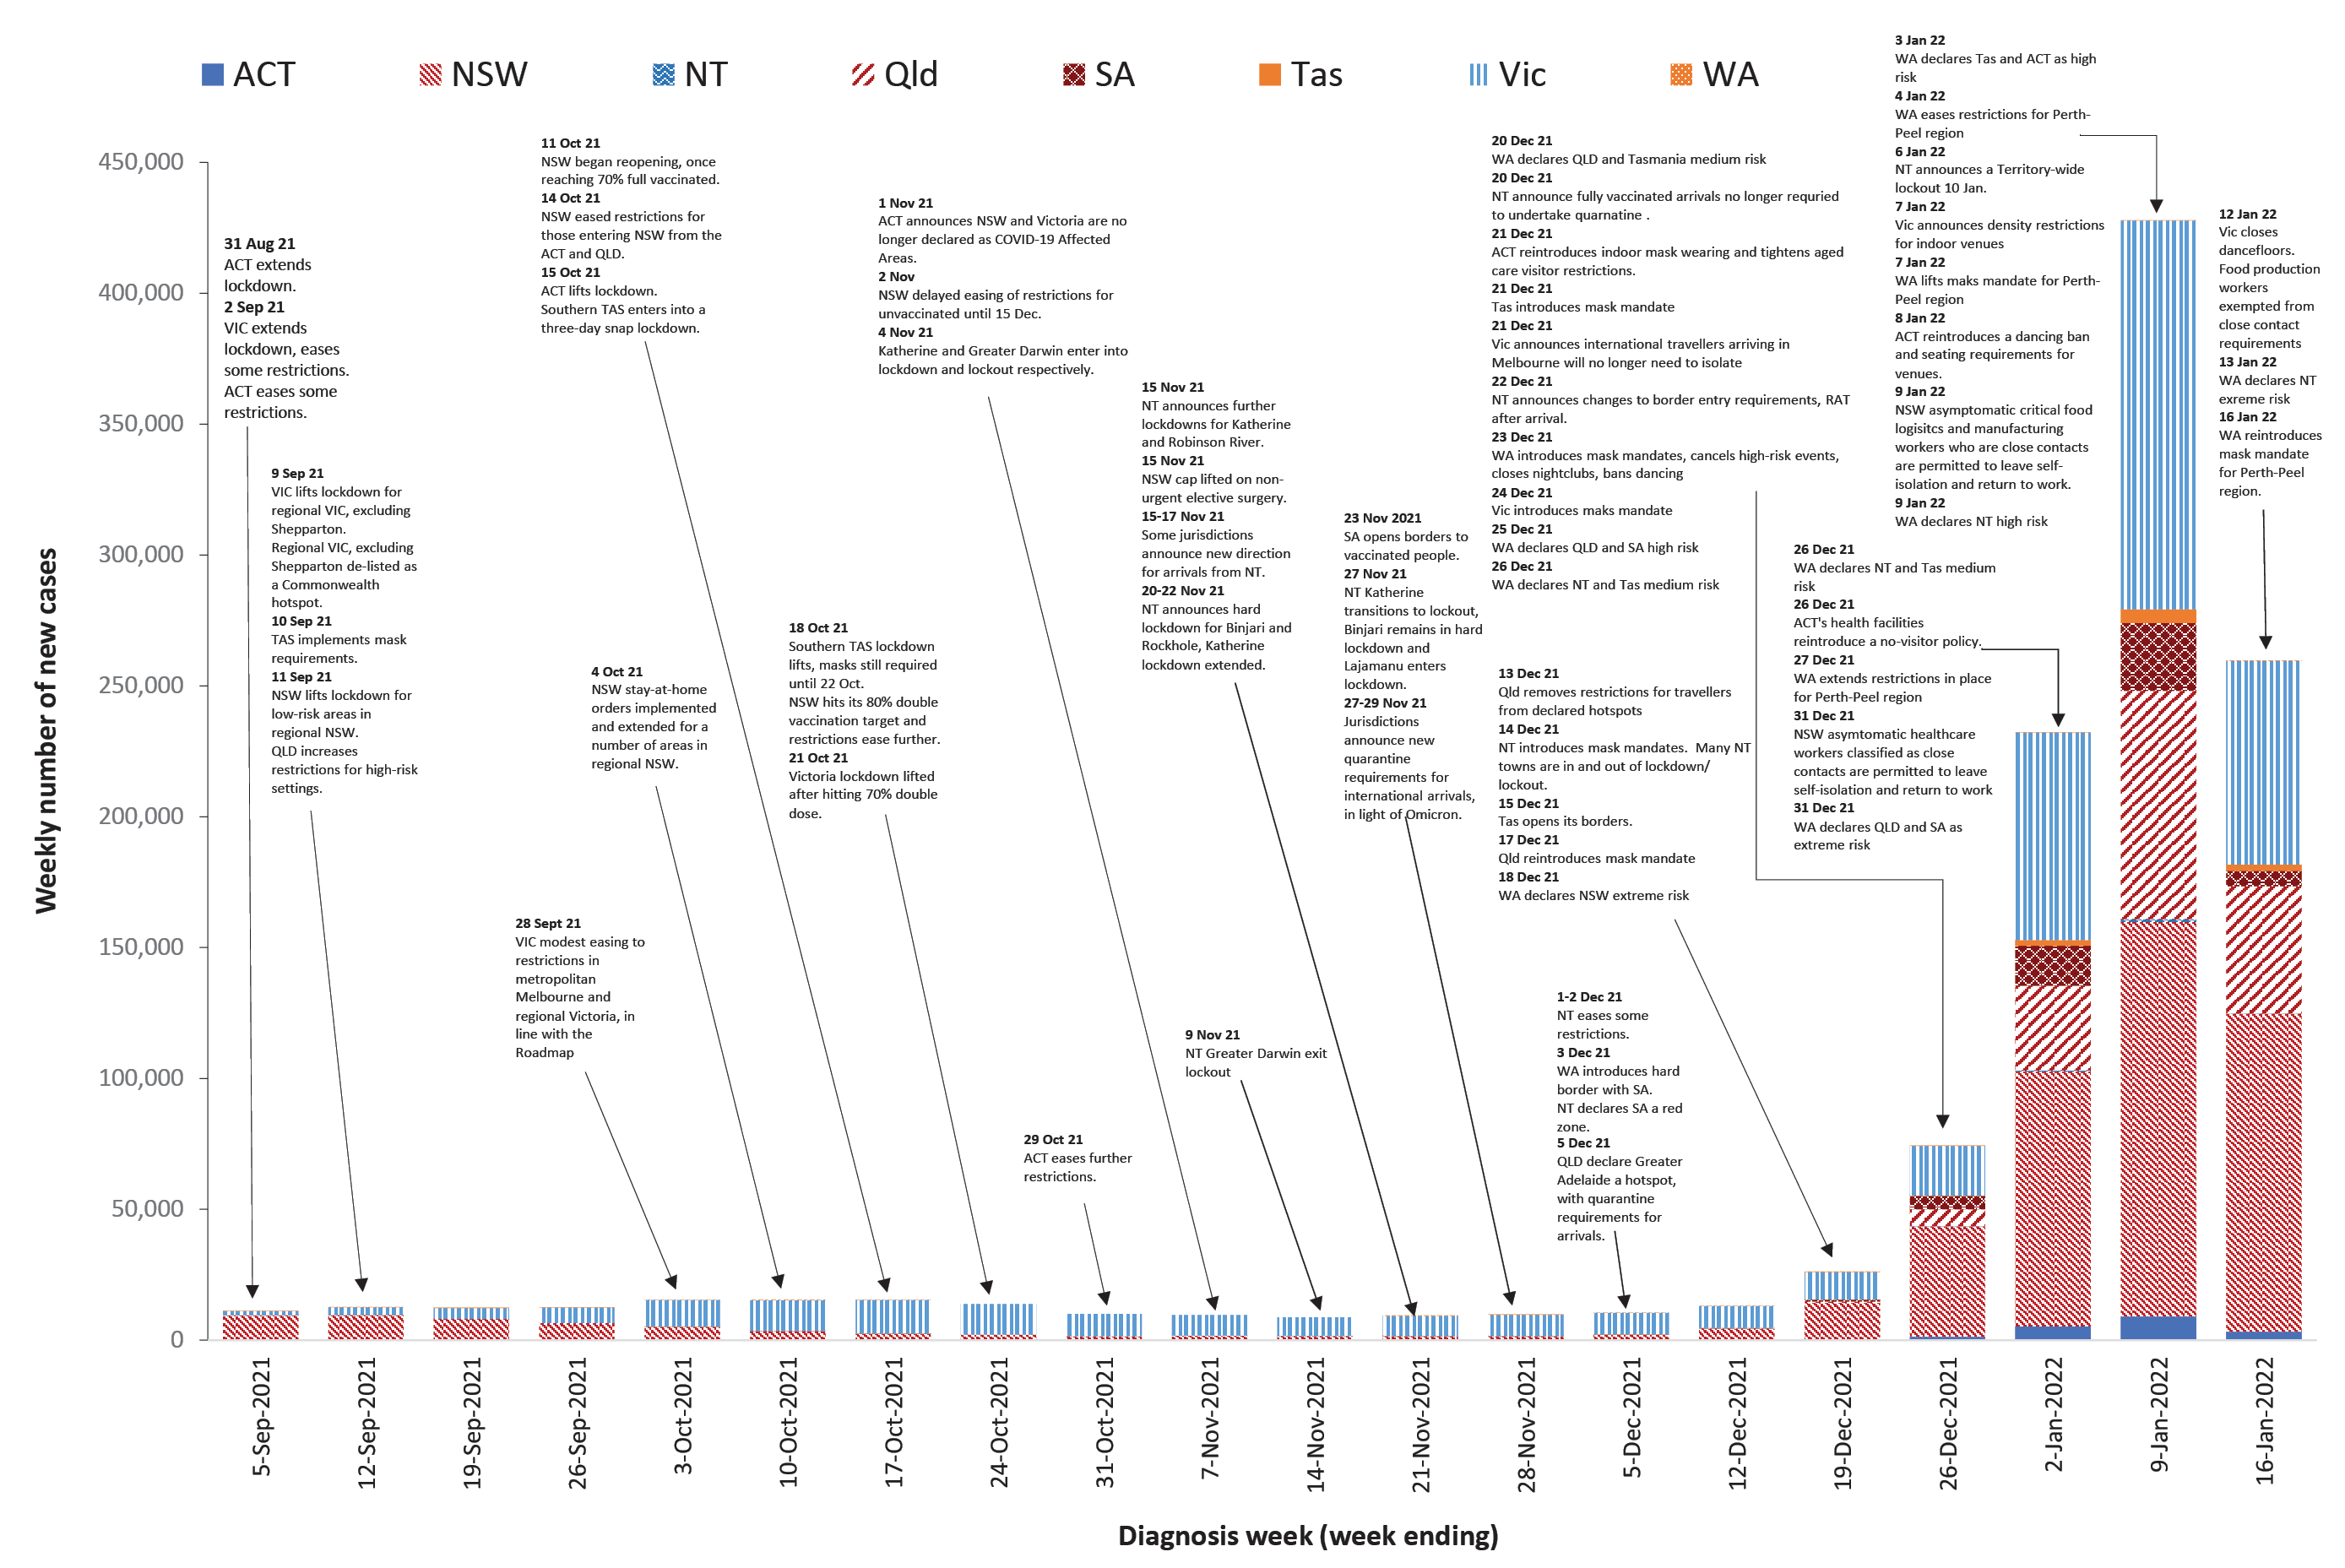 ACT NSW NT Qld SA Tas Vic WA
Weekly number of new cases
450,000
400,000
350,000
300,000
250,000
200,000
150,000
100,000
50,000
0
31 Aug 21
ACT extends
lockdown.
2 Sep 21
VIC extends
lockdown, eases
some restrictions.
ACT eases some
restrictions.
9 Sep 21
VIC lifts lockdown for
regional VIC, excluding
Shepparton.
Regional VIC, excluding
Shepparton de-listed as
a Commonwealth
hotspot.
10 Sep 21
TAS implements mask
requirements.
11 Sep 21
NSW lifts lockdown for
low-risk areas in
regional NSW.
QLD increases
restrictions for high-risk
settings.
28 Sept 21
VIC modest easing to
restrictions in
metropolitan
Melbourne and
regional Victoria, in
line with the
Roadmap
4 Oct 21
NSW stay-at-home
orders implemented
and extended for a
number of areas in
regional NSW.
11 Oct 21
NSW began reopening, once
reaching 70% full vaccinated.
14 Oct 21
NSW eased restrictions for
those entering NSW from the
ACT and QLD.
15 Oct 21
ACT lifts lockdown.
Southern TAS enters into a
three-day snap lockdown.
18 Oct 21
Southern TAS lockdown
lifts, masks still required
until 22 Oct.
NSW hits its 80% double
vaccination target and
restrictions ease further.
21 Oct 21
Victoria lockdown lifted
after hitting 70% double
dose.
29 Oct 21
ACT eases further
restrictions.
1 Nov 21
ACT announces NSW and Victoria are no
longer declared as COVID-19 Affected
Areas.
2 Nov
NSW delayed easing of restrictions for
unvaccinated until 15 Dec.
4 Nov 21
Katherine and Greater Darwin enter into
lockdown and lockout respectively.
9 Nov 21
NT Greater Darwin exit
lockout
15 Nov 21
NT announces further
lockdowns for Katherine
and Robinson River.
15 Nov 21
NSW cap lifted on non-
urgent elective surgery.
15-17 Nov 21
Some jurisdictions
announce new direction
for arrivals from NT.
20-22 Nov 21
NT announces hard
lockdown for Binjari and
Rockhole, Katherine
lockdown extended.
23 Nov 2021
SA opens borders to
vaccinated people.
27 Nov 21
NT Katherine
transitions to lockout,
Binjari remains in hard
lockdown and
Lajamanu enters
lockdown.
27-29 Nov 21
Jurisdictions
announce new
quarantine
requirements for
international arrivals,
in light of Omicron.
1-2 Dec 21
NT eases some
restrictions.
3 Dec 21
WA introduces hard
border with SA.
NT declares SA a red
zone.
5 Dec 21
QLD declare Greater
Adelaide a hotspot,
with quarantine
requirements for
arrivals.
13 Dec 21
Qld removes restrictions for travellers
from declared hotspots
14 Dec 21
NT introduces mask mandates. Many NT
towns are in and out of lockdown/
lockout.
15 Dec 21
Tas opens its borders.
17 Dec 21
Qld reintroduces mask mandate
18 Dec 21
WA declares NSW extreme risk
20 Dec 21
WA declares QLD and Tasmania medium risk
20 Dec 21
NT announce fully vaccinated arrivals no longer requried
to undertake quarnatine .
21 Dec 21
ACT reintroduces indoor mask wearing and tightens aged
care visitor restrictions.
21 Dec 21
Tas introduces mask mandate
21 Dec 21
Vic announces international travellers arriving in
Melbourne will no longer need to isolate
22 Dec 21
NT announces changes to border entry requirements, RAT
after arrival.
23 Dec 21
WA introduces mask mandates, cancels high-risk events,
closes nightclubs, bans dancing
24 Dec 21
Vic introduces maks mandate
25 Dec 21
WA declares QLD and SA high risk
26 Dec 21
WA declares NT and Tas medium risk
26 Dec 21
WA declares NT and Tas medium
risk
26 Dec 21
ACT's health facilities
reintroduce a no-visitor policy.
27 Dec 21
WA extends restrictions in place
for Perth-Peel region
31 Dec 21
NSW asymtomatic healthcare
workers classified as close
contacts are permitted to leave
self-isolation and return to work
31 Dec 21
WA declares QLD and SA as
extreme risk
3 Jan 22
WA declares Tas and ACT as high
risk
4 Jan 22
WA eases restrictions for Perth-
Peel region
6 Jan 22
NT announces a Territory-wide
lockout 10 Jan.
7 Jan 22
Vic announces density restrictions
for indoor venues
7 Jan 22
WA lifts maks mandate for Perth-
Peel region
8 Jan 22
ACT reintroduces a dancing ban
and seating requirements for
venues.
9 Jan 22
NSW asymptomatic critical food
logisitcs and manufacturing
workers who are close contacts
are permitted to leave self-
isolation and return to work.
9 Jan 22
WA declares NT high risk
12 Jan 22
Vic closes
dancefloors.
Food production
workers
exempted from
close contact
requirements
13 Jan 22
WA declares NT
exreme risk
16 Jan 22
WA reintroduces
mask mandate
for Perth-Peel
region.
5-Sep-2021
12-Sep-2021
19-Sep-2021
26-Sep-2021
3-Oct-2021
10-Oct-2021
17-Oct-2021
24-Oct-2021
31-Oct-2021
7-Nov-2021
14-Nov-2021
21-Nov-2021
28-Nov-2021
5-Dec-2021
12-Dec-2021
19-Dec-2021
26-Dec-2021
2-Jan-2022
9-Jan-2022
16-Jan-2022
Diagnosis week (week ending)